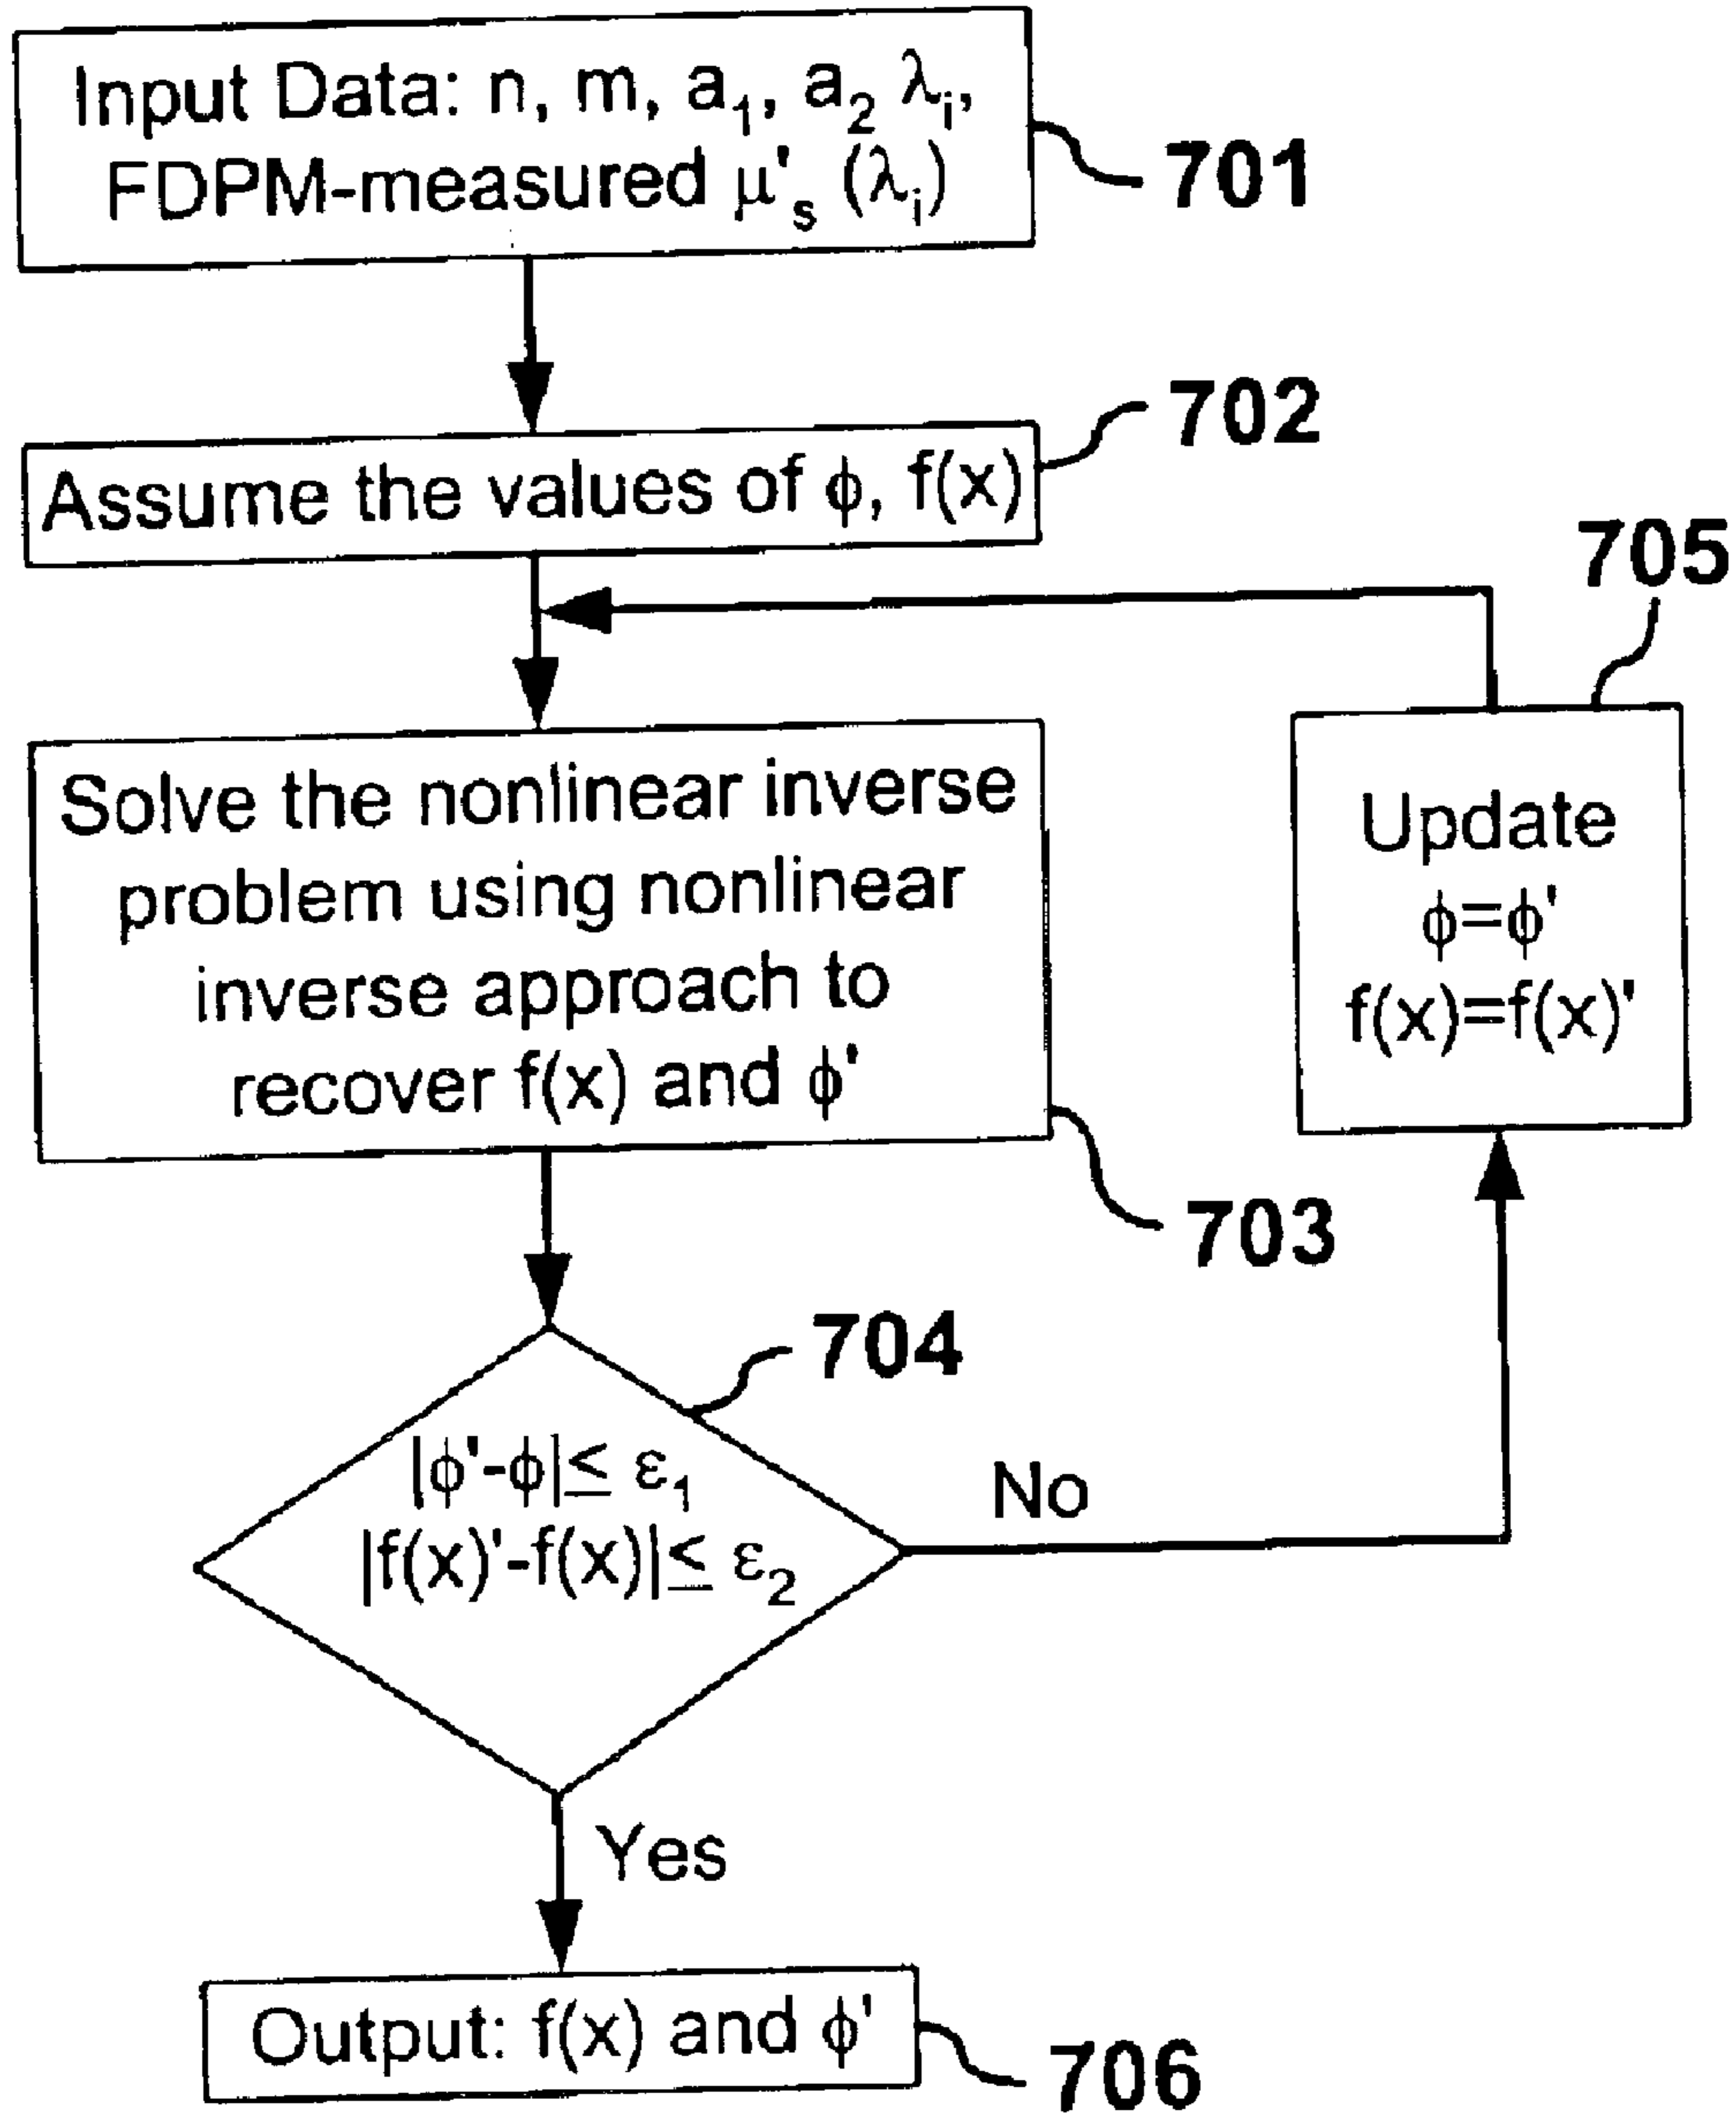 Input Data: n, m, a₁, a₂ λᵢ,
FDPM-measured μ'ₛ (λᵢ)
701
702
Assume the values of ϕ, f(x)
705
Solve the nonlinear inverse
problem using nonlinear
inverse approach to
recover f(x) and ϕ'
703
Update
ϕ=ϕ'
f(x)=f(x)'
704
|ϕ'-ϕ|≤ ε₁
|f(x)'-f(x)|≤ ε₂
No
Yes
Output: f(x) and ϕ'
706